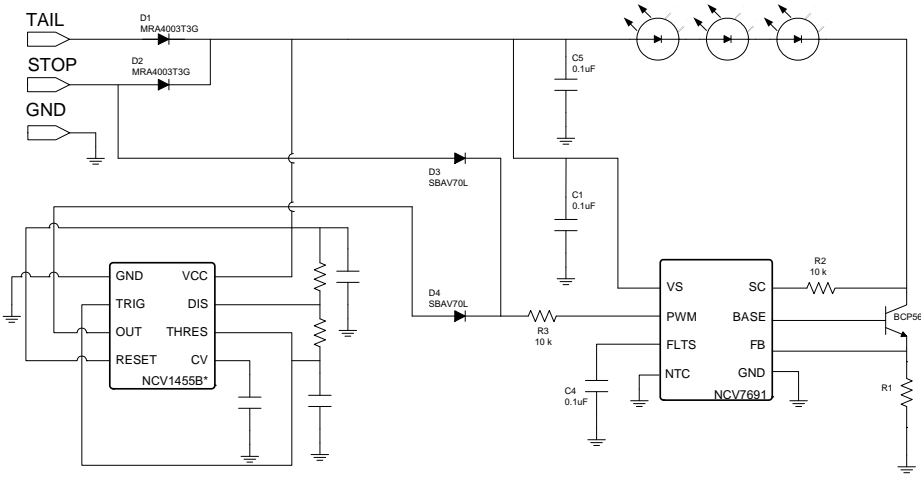 TAIL
STOP
GND
D1
MRA4003T3G
D2
MRA4003T3G
C5
0.1uF
D3
SBAV70L
C1
0.1uF
D4
SBAV70L
R3
10 k
GND
TRIG
OUT
RESET
VCC
DIS
THRES
CV
NCV1455B*
VS
PWM
FLTS
NTC
SC
BASE
FB
GND
NCV7691
R2
10 k
BCP56
C4
0.1uF
R1